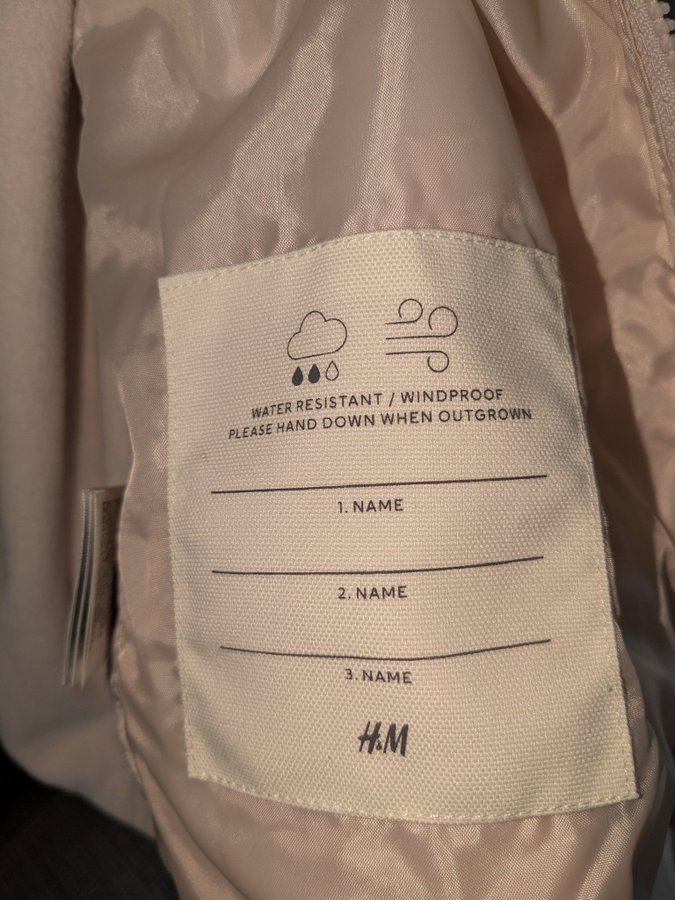 WATER RESISTANT / WINDPROOF
PLEASE HAND DOWN WHEN OUTGROWN
1. NAME
2. NAME
3. NAME
H&M